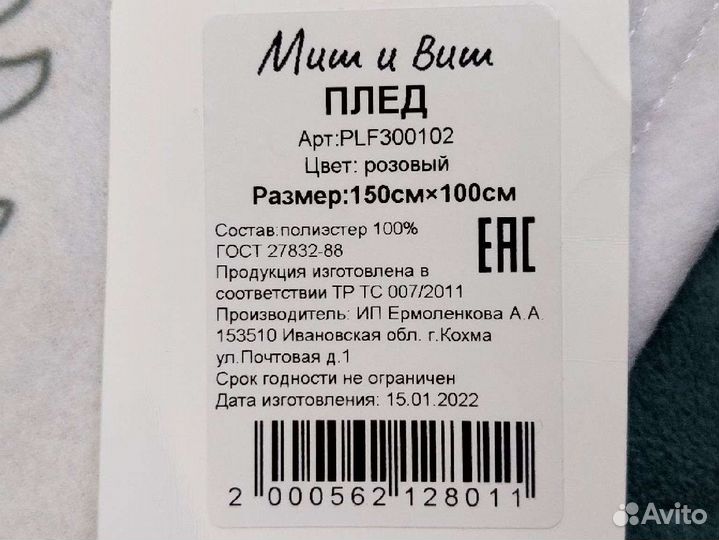 Миш и Виш
ПЛЕД
Арт:PLF300102
Цвет: розовый
Размер:150см×100см
Состав:полиэстер 100%
ГОСТ 27832-88
EAC
Продукция изготовлена в
соответствии ТР ТС 007/2011
Производитель: ИП Ермоленкова А.А.
153510 Ивановская обл. г.Кохма
ул.Почтовая д.1
Срок годности не ограничен
Дата изготовления: 15.01.2022
2 000562 128011
Avito